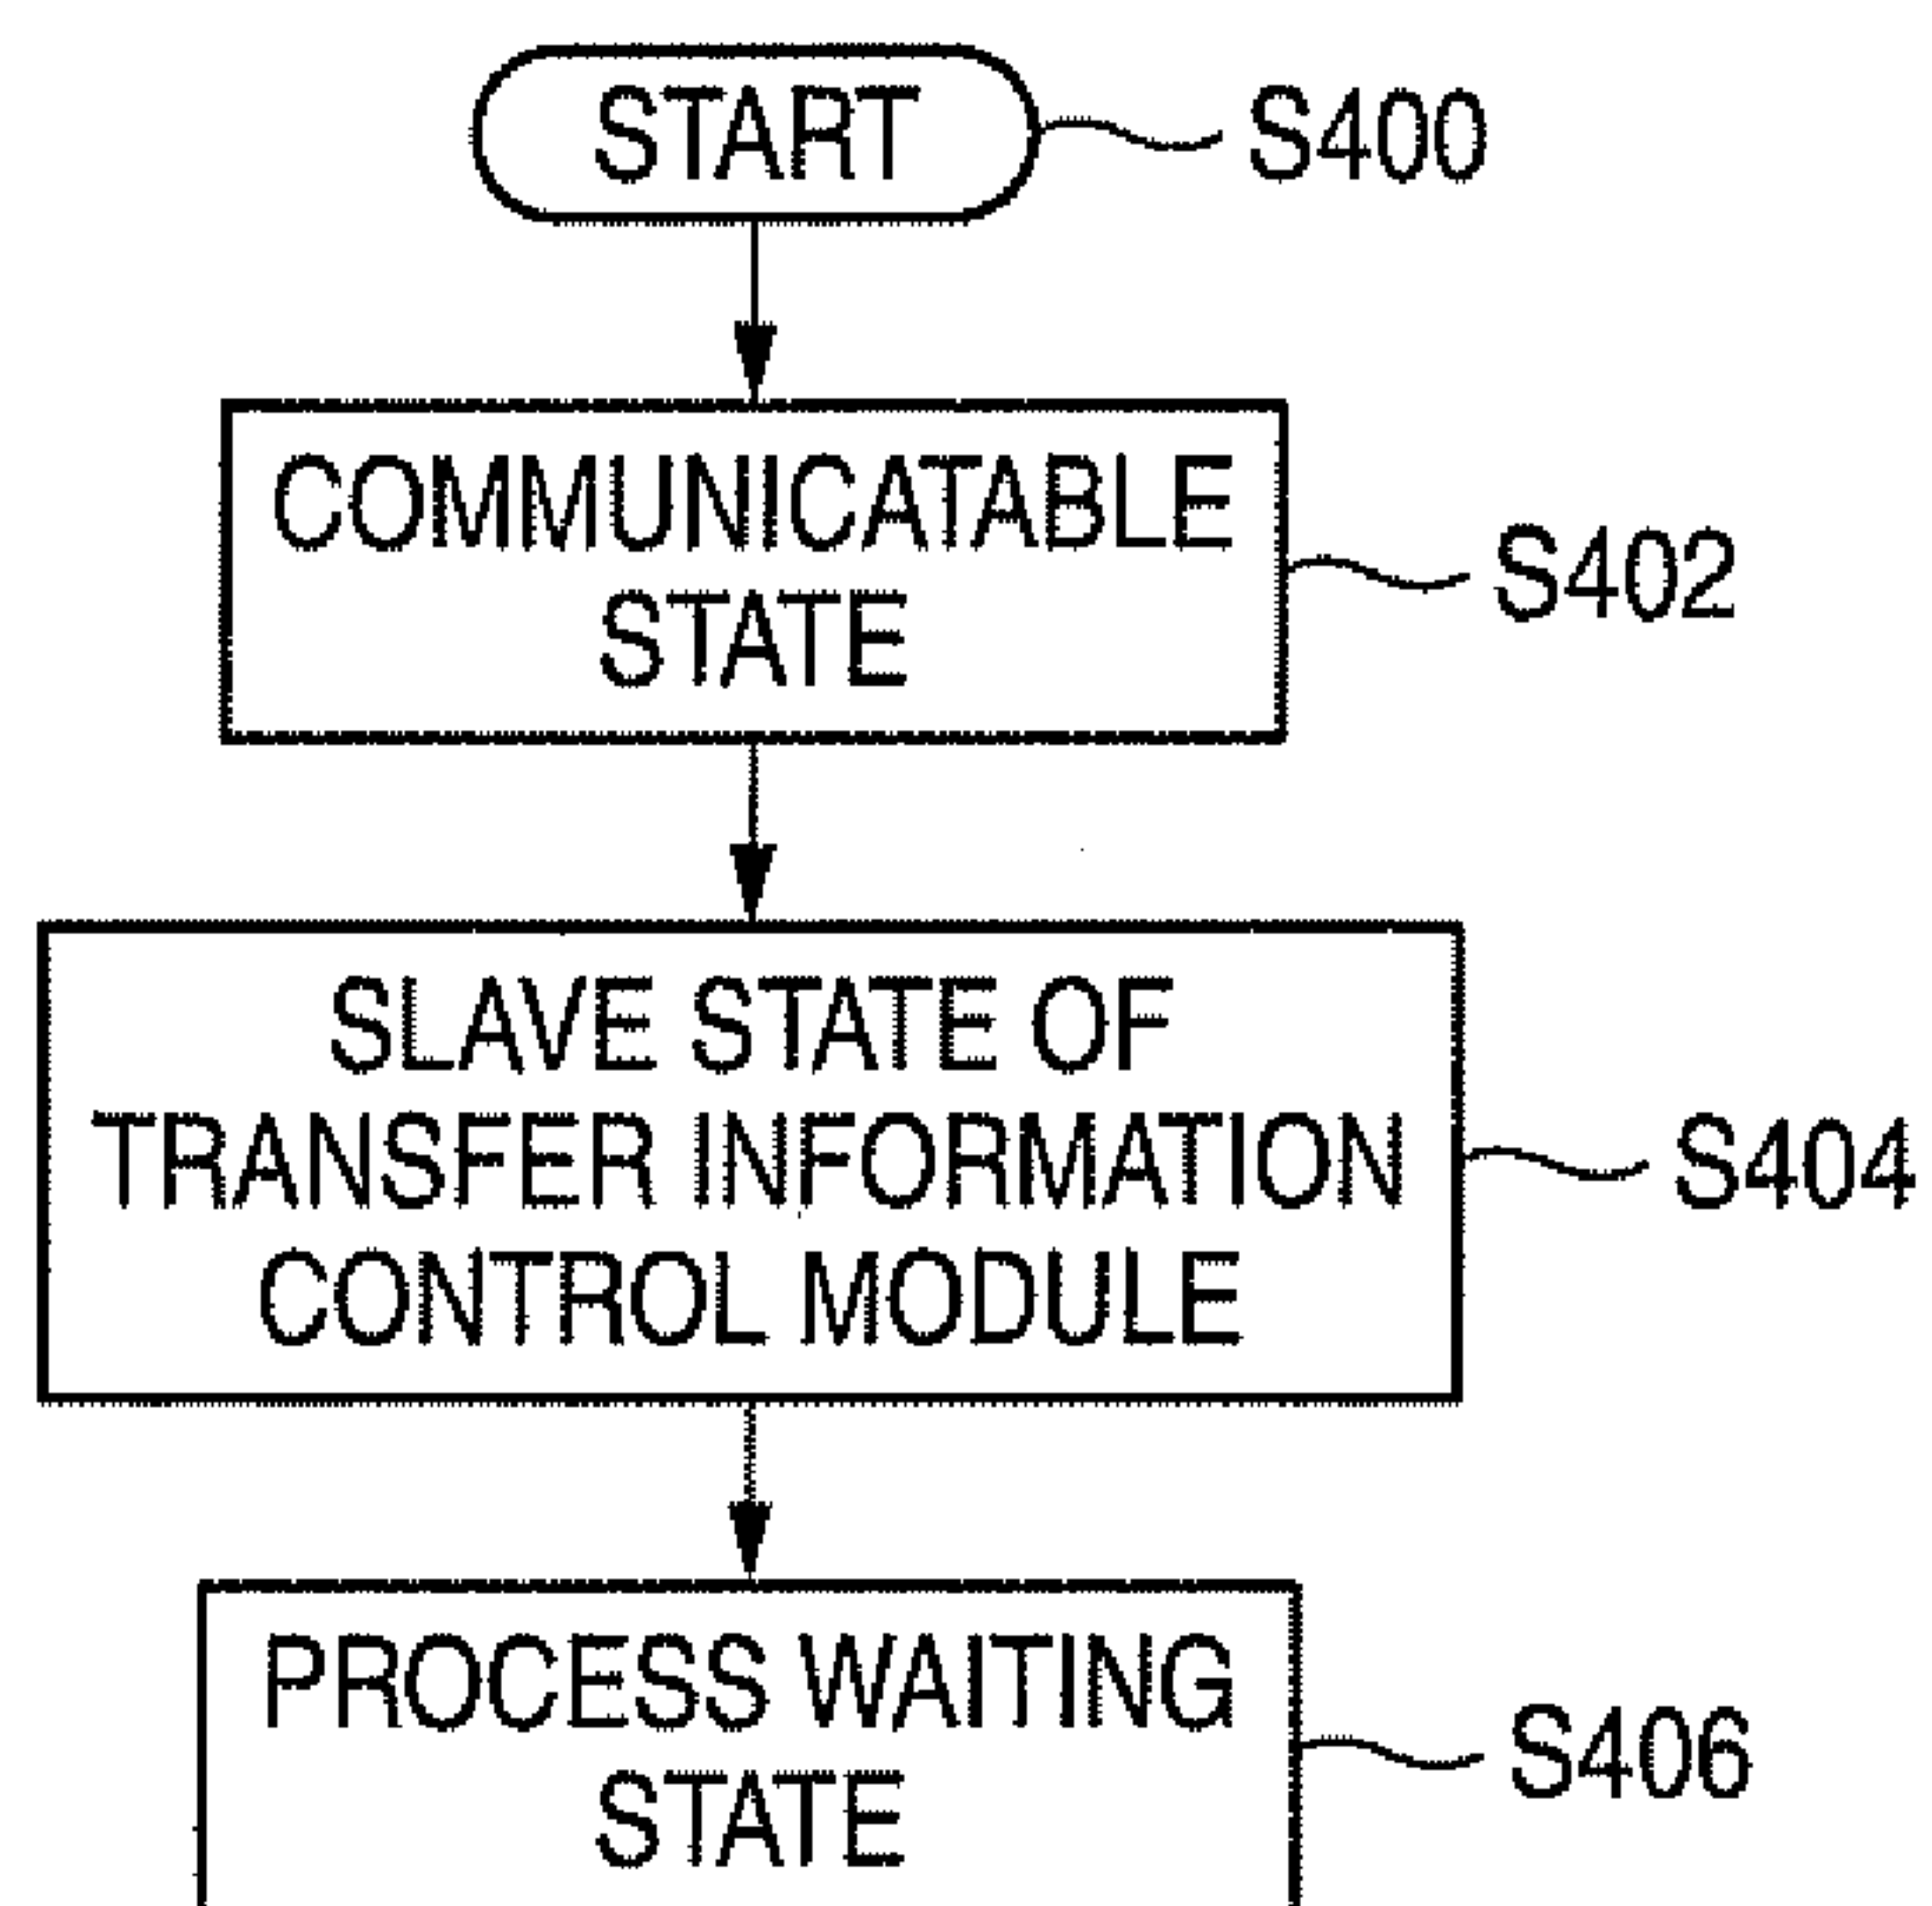 START
S400
COMMUNICATABLE
STATE
S402
SLAVE STATE OF
TRANSFER INFORMATION
CONTROL MODULE
S404
PROCESS WAITING
STATE
S406